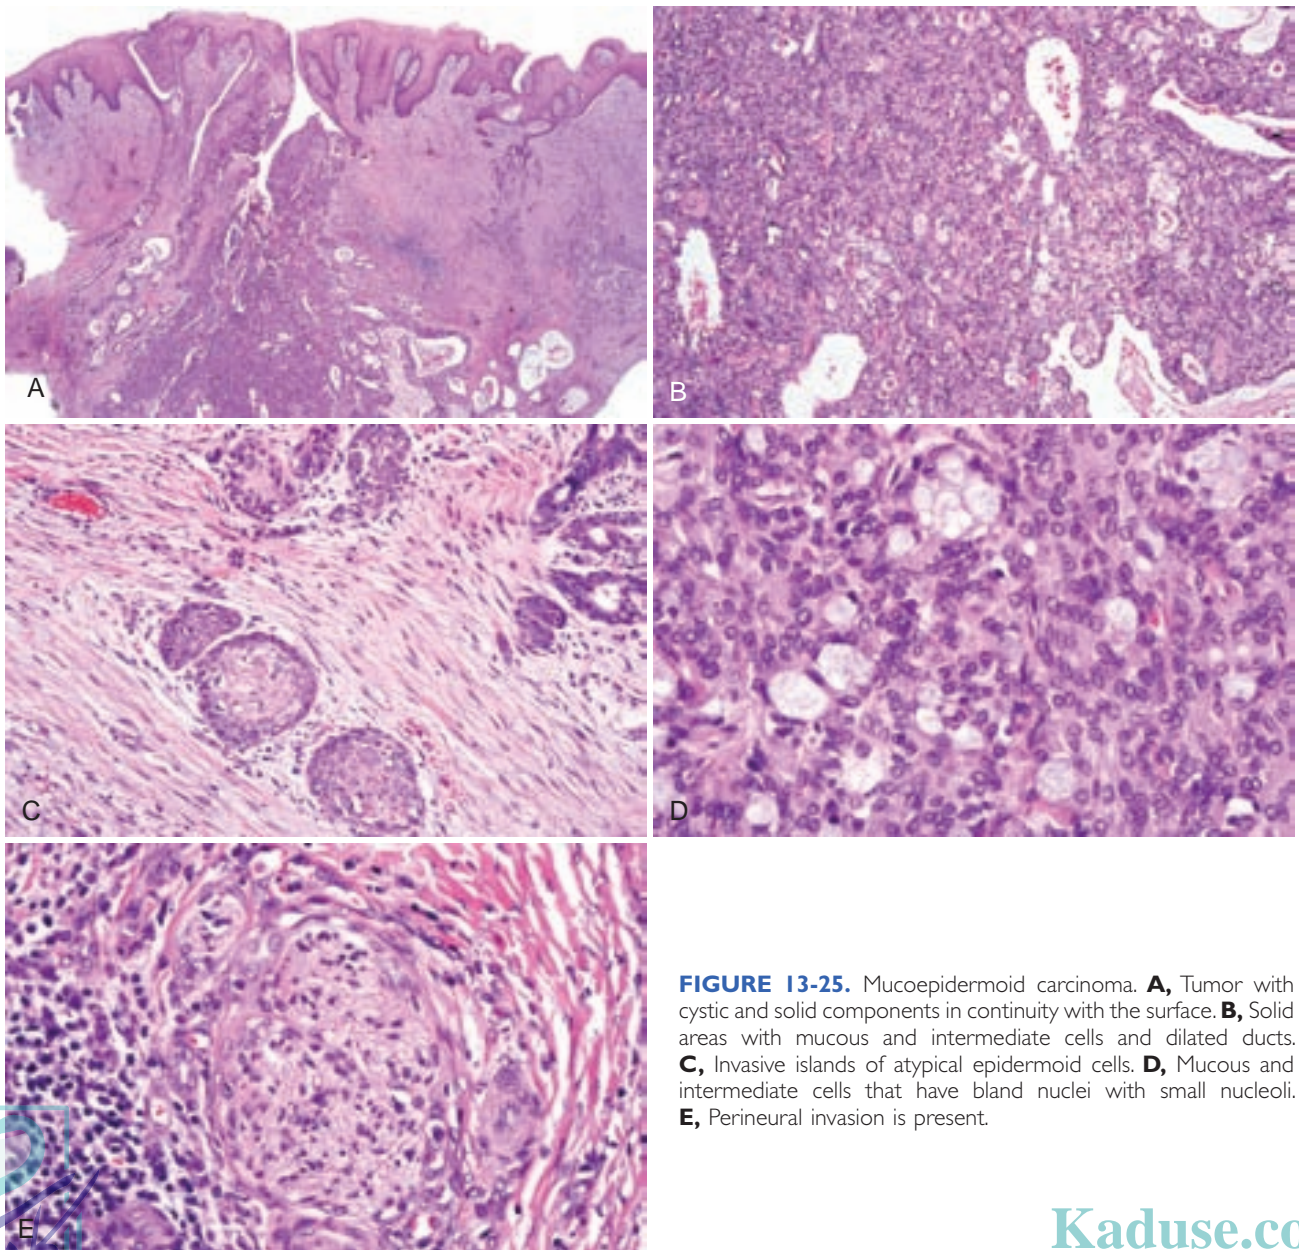 A
B
C
D
E
FIGURE 13-25. Mucoepidermoid carcinoma. A, Tumor with
cystic and solid components in continuity with the surface. B, Solid
areas with mucous and intermediate cells and dilated ducts.
C, Invasive islands of atypical epidermoid cells. D, Mucous and
intermediate cells that have bland nuclei with small nucleoli.
E, Perineural invasion is present.
Kaduse.co